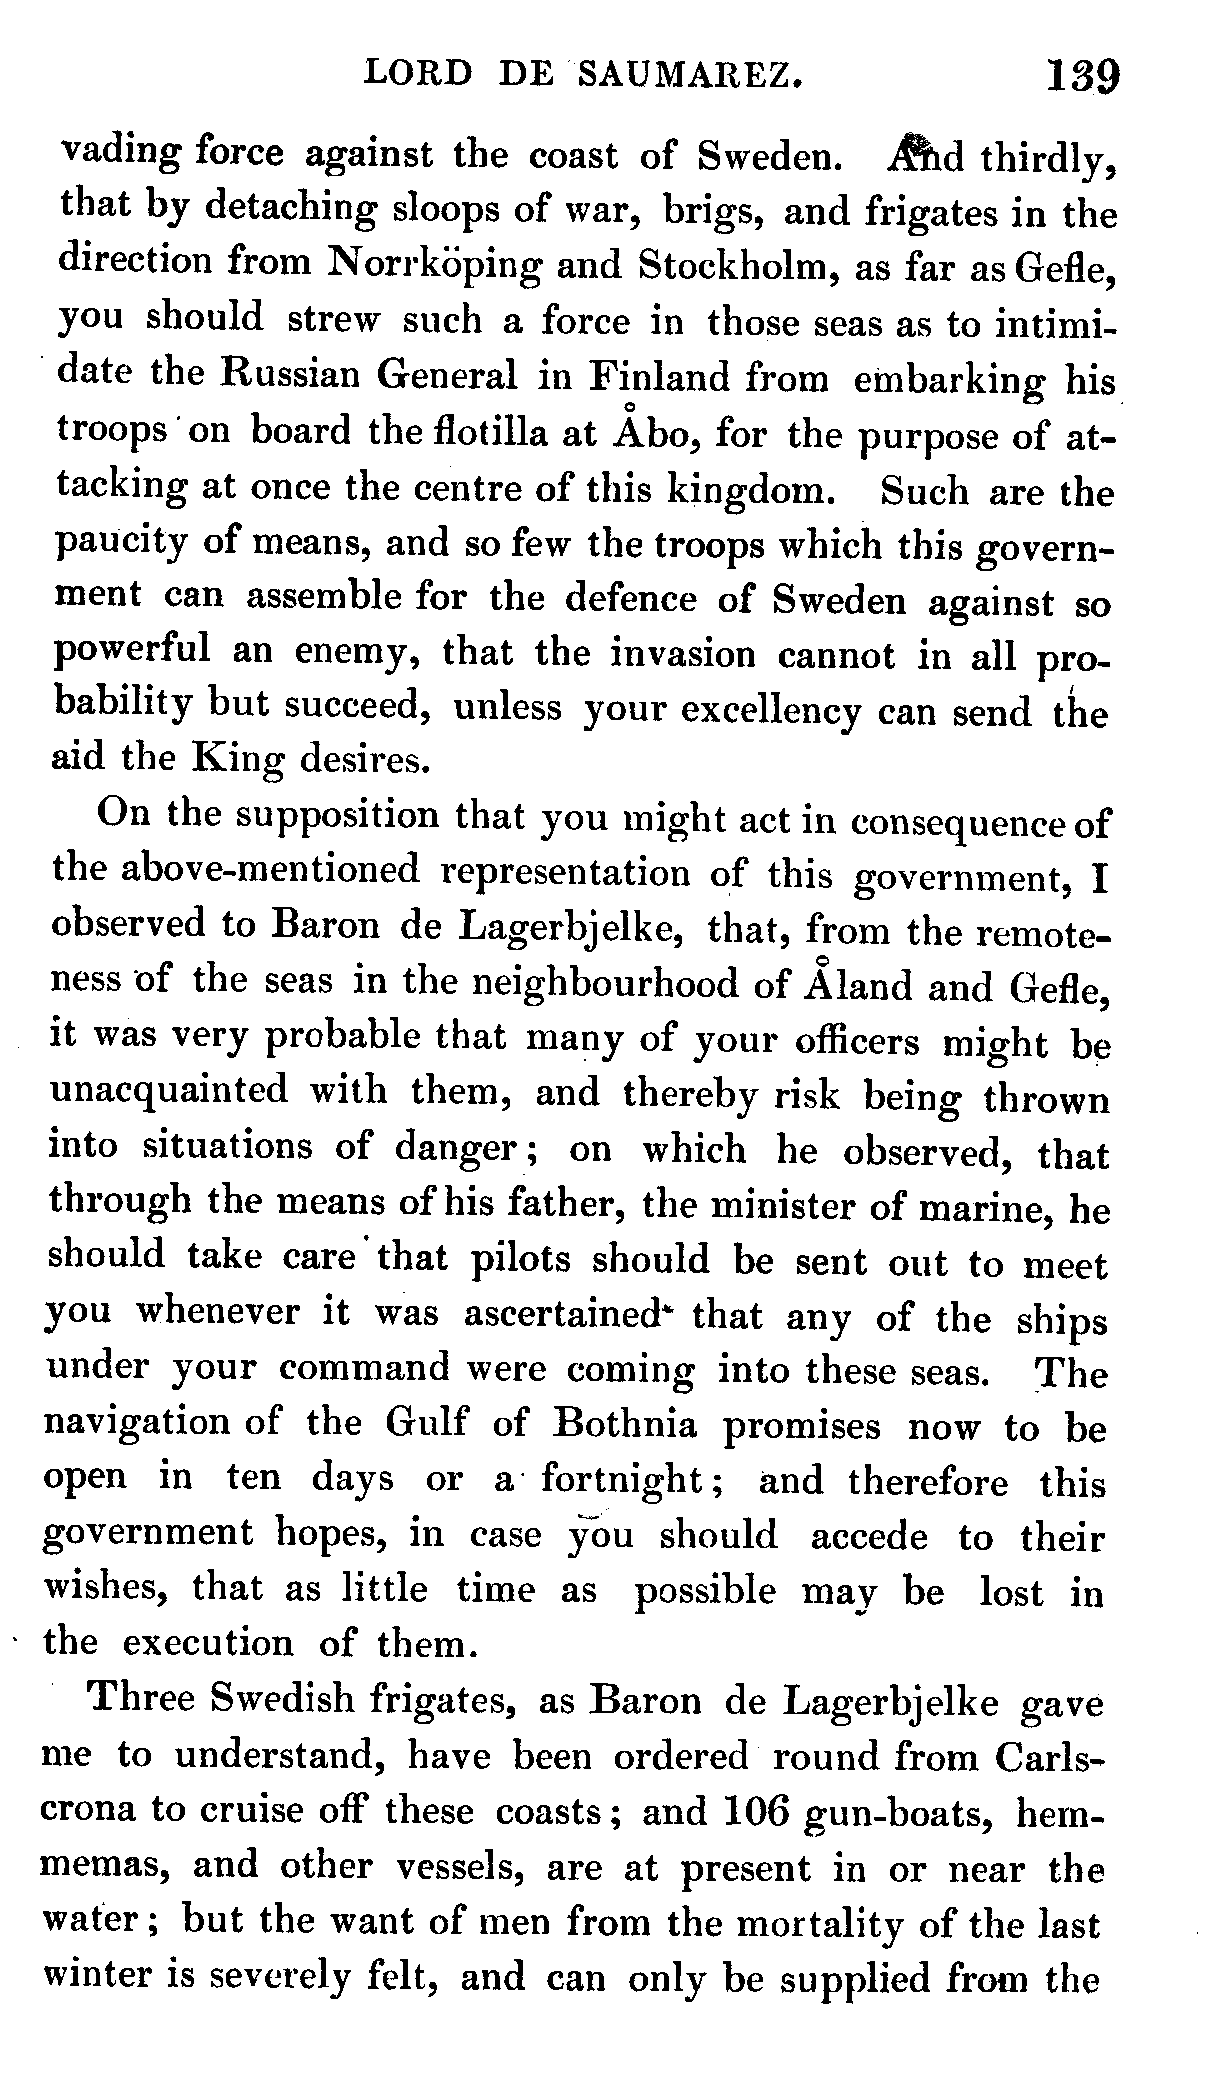 LORD DE SAUMAREZ. 139
vading force against the coast of Sweden. And thirdly,
that by detaching sloops of war, brigs, and frigates in the
direction from Norrköping and Stockholm, as far as Gefle,
you should strew such a force in those seas as to intimi-
date the Russian General in Finland from embarking his
troops on board the flotilla at Åbo, for the purpose of at-
tacking at once the centre of this kingdom. Such are the
paucity of means, and so few the troops which this govern-
ment can assemble for the defence of Sweden against so
powerful an enemy, that the invasion cannot in all pro-
bability but succeed, unless your excellency can send the
aid the King desires.
On the supposition that you might act in consequence of
the above-mentioned representation of this government, I
observed to Baron de Lagerbjelke, that, from the remote-
ness of the seas in the neighbourhood of Åland and Gefle,
it was very probable that many of your officers might be
unacquainted with them, and thereby risk being thrown
into situations of danger; on which he observed, that
through the means of his father, the minister of marine, he
should take care that pilots should be sent out to meet
you whenever it was ascertained that any of the ships
under your command were coming into these seas. The
navigation of the Gulf of Bothnia promises now to be
open in ten days or a fortnight; and therefore this
government hopes, in case you should accede to their
wishes, that as little time as possible may be lost in
the execution of them.
Three Swedish frigates, as Baron de Lagerbjelke gave
me to understand, have been ordered round from Carls-
crona to cruise off these coasts; and 106 gun-boats, hem-
memas, and other vessels, are at present in or near the
water; but the want of men from the mortality of the last
winter is severely felt, and can only be supplied from the